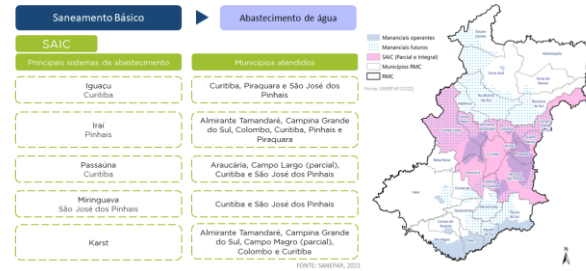 Saneamento Básico
Abastecimento de água
SAIC
Principais sistemas de abastecimento
Municípios atendidos
Iguaçu
Curitiba
Curitiba, Piraquara e São José dos
Pinhais
Iraí
Pinhais
Almirante Tamandaré, Campina Grande
do Sul, Colombo, Curitiba, Pinhais e
Piraquara
Passaúna
Curitiba
Araucária, Campo Largo (parcial),
Curitiba e São José dos Pinhais
Miringuava
São José dos Pinhais
Curitiba e São José dos Pinhais
Karst
Almirante Tamandaré, Campina Grande
do Sul, Campo Magro (parcial),
Colombo e Curitiba
FONTE: SANEPAR, 2022
Mananciais operantes
Mananciais futuros
SAIC (Parcial e Integral)
Municípios RMC
RMC
Fonte: SANEPAR (2022)
N